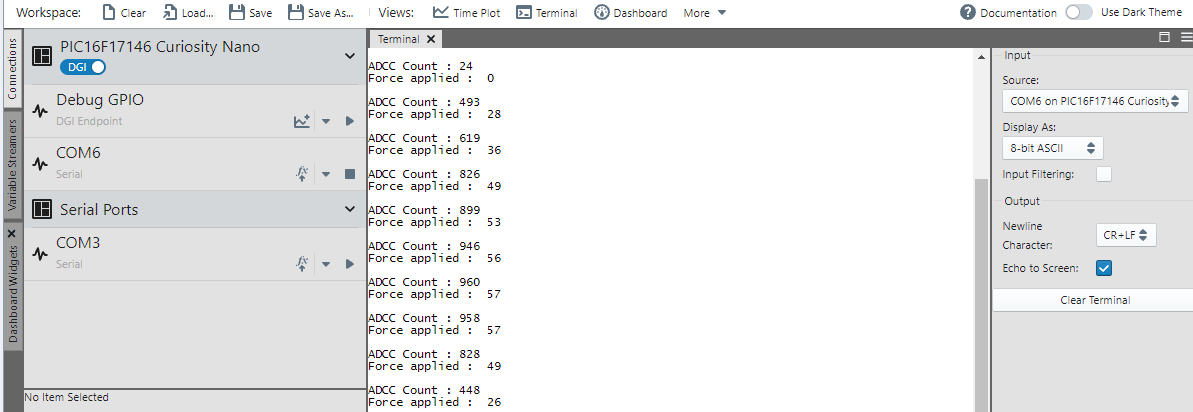 Workspace: Clear Load... Save Save As... Views: Time Plot Terminal Dashboard More Documentation Use Dark Theme
Connections
Variable Streamers
Dashboard Widgets
PIC16F17146 Curiosity Nano
DGI
Debug GPIO
DGI Endpoint
COM6
Serial
Serial Ports
COM3
Serial
No Item Selected
Terminal
ADCC Count : 24
Force applied :  0
ADCC Count : 493
Force applied :  28
ADCC Count : 619
Force applied :  36
ADCC Count : 826
Force applied :  49
ADCC Count : 899
Force applied :  53
ADCC Count : 946
Force applied :  56
ADCC Count : 960
Force applied :  57
ADCC Count : 958
Force applied :  57
ADCC Count : 828
Force applied :  49
ADCC Count : 448
Force applied :  26
Input
Source:
COM6 on PIC16F17146 Curiosity
Display As:
8-bit ASCII
Input Filtering:
Output
Newline
Character:
CR+LF
Echo to Screen:
Clear Terminal